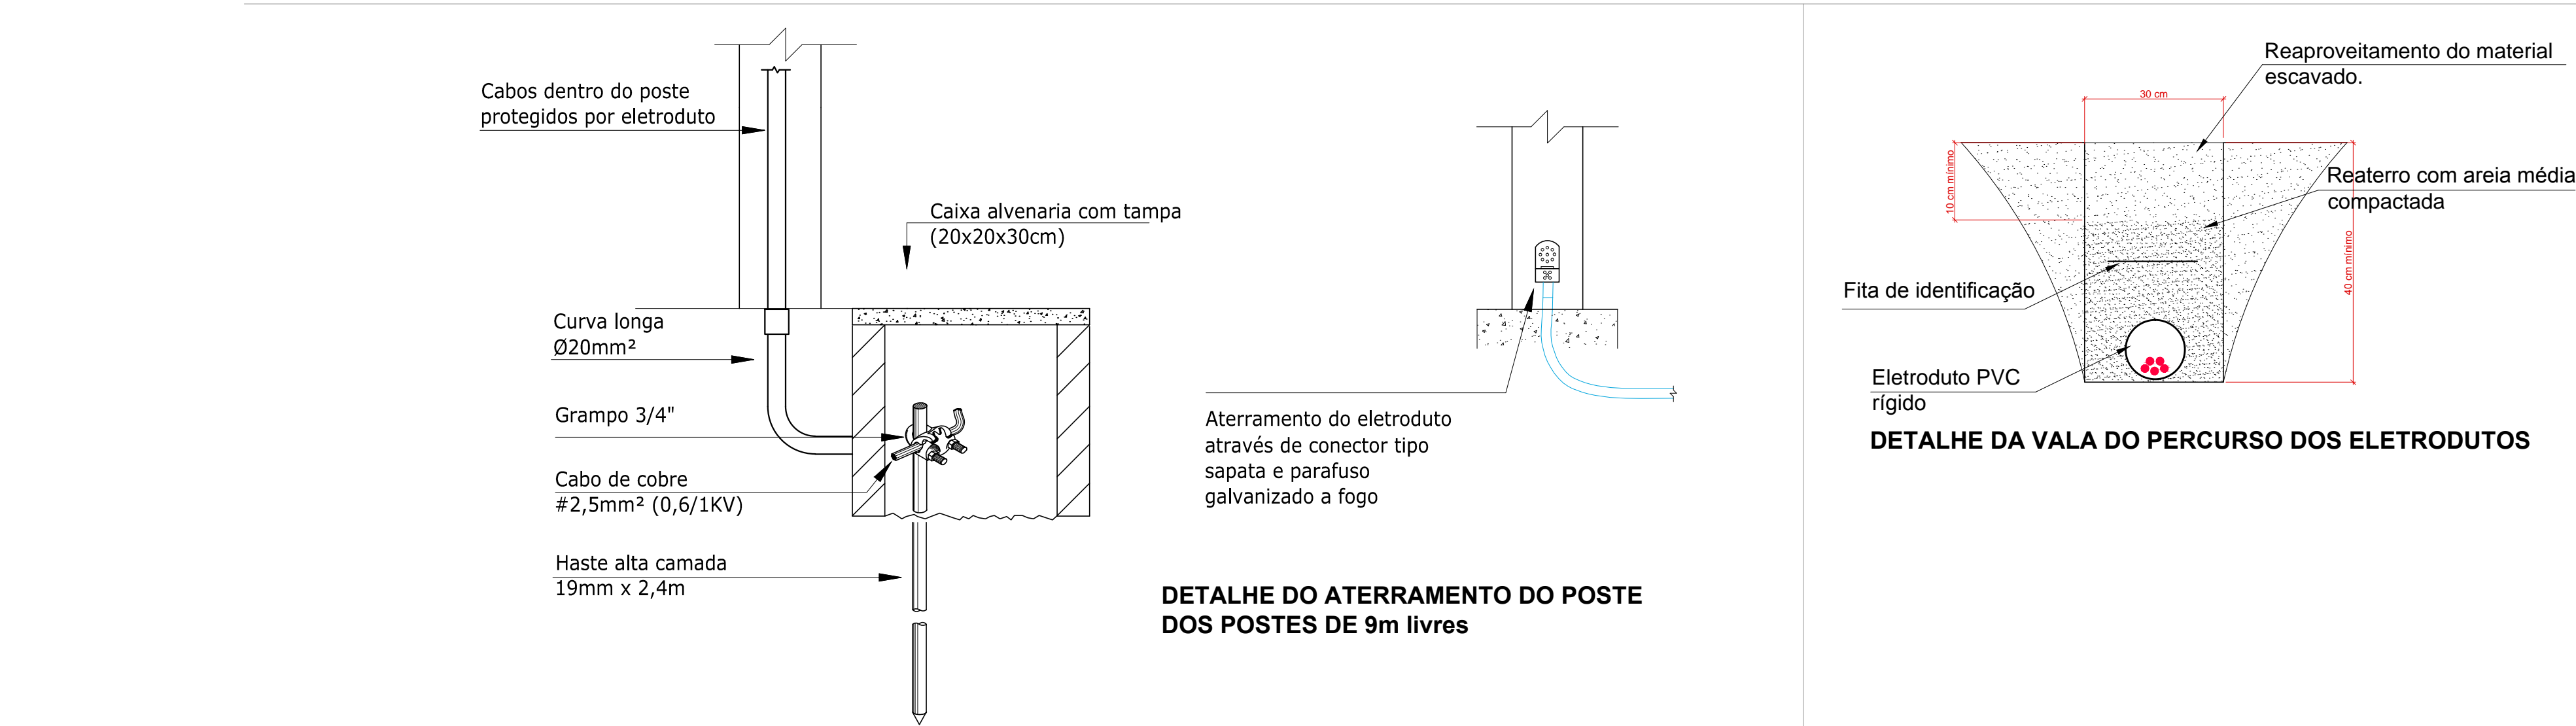 Cabos dentro do poste
protegidos por eletroduto
Caixa alvenaria com tampa
(20x20x30cm)
Curva longa
Ø20mm²
Grampo 3/4"
Cabo de cobre
#2,5mm² (0,6/1KV)
Haste alta camada
19mm x 2,4m
Aterramento do eletroduto
através de conector tipo
sapata e parafuso
galvanizado a fogo
DETALHE DO ATERRAMENTO DO POSTE
DOS POSTES DE 9m livres
Reaproveitamento do material
escavado.
30 cm
10 cm mínimo
Reaterro com areia média
compactada
40 cm mínimo
Fita de identificação
Eletroduto PVC
rígido
DETALHE DA VALA DO PERCURSO DOS ELETRODUTOS